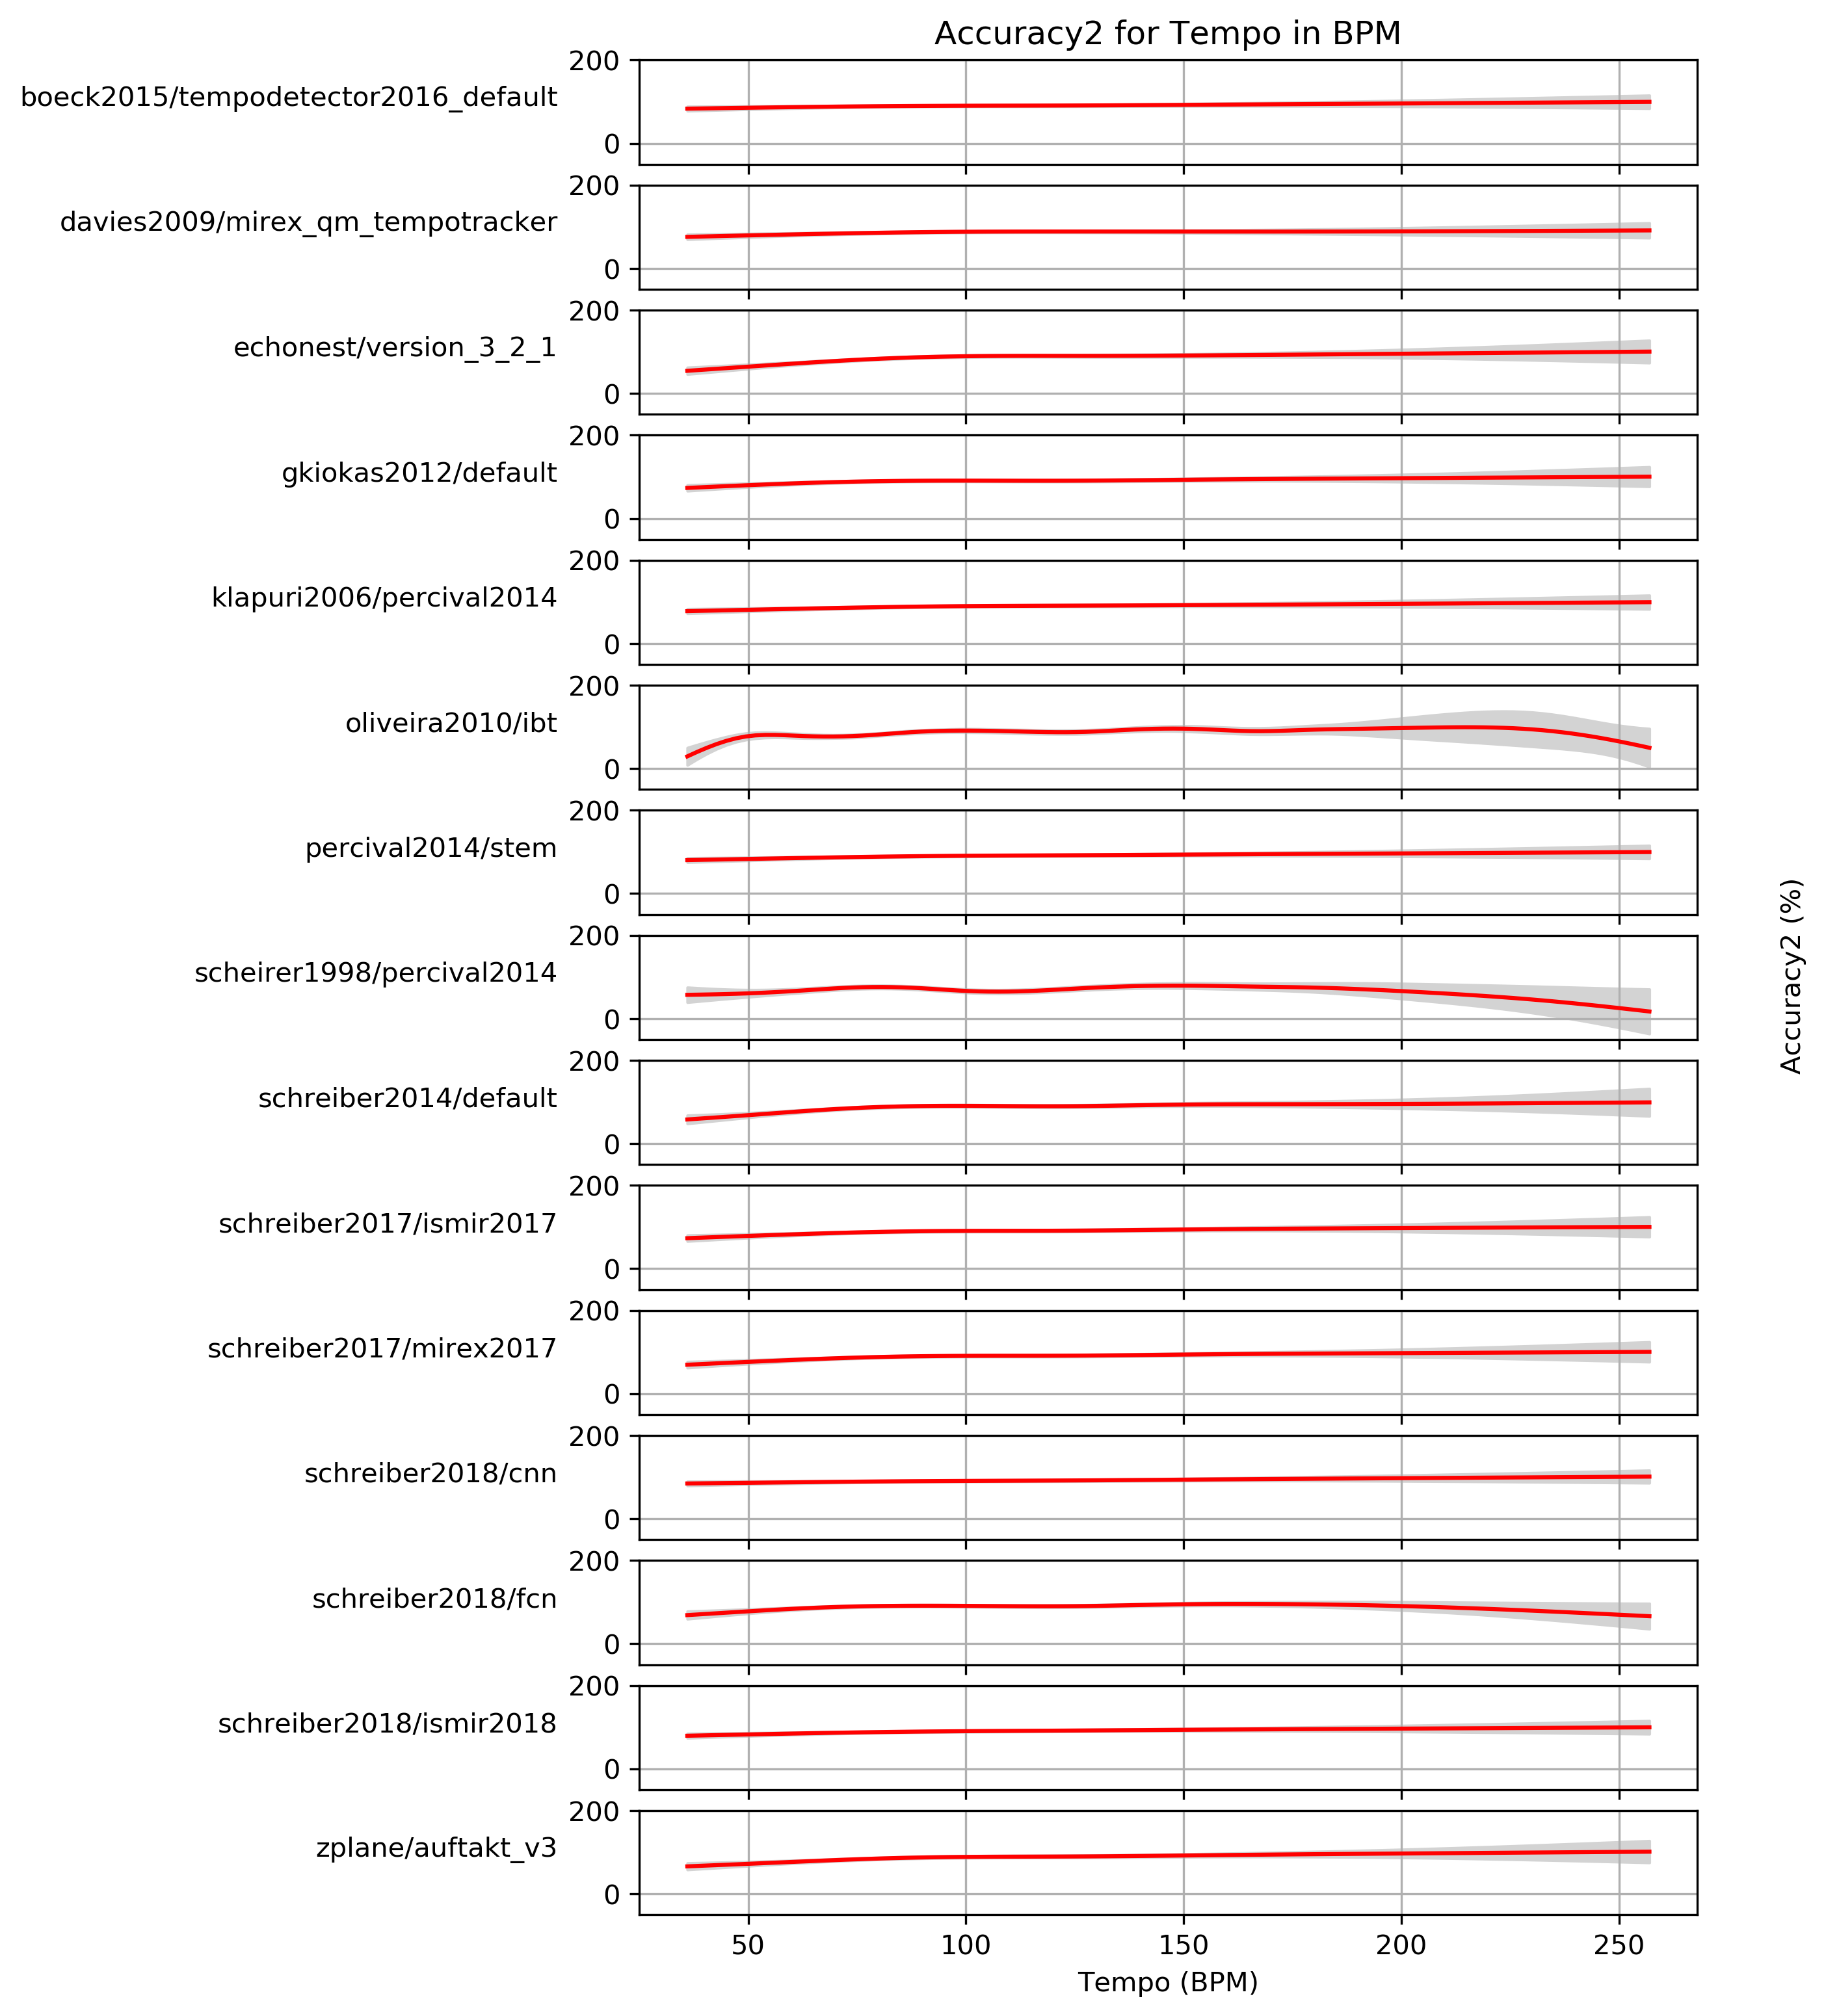 Accuracy2 for Tempo in BPM
boeck2015/tempodetector2016_default
200
0
davies2009/mirex_qm_tempotracker
200
0
echonest/version_3_2_1
200
0
gkiokas2012/default
200
0
klapuri2006/percival2014
200
0
oliveira2010/ibt
200
0
percival2014/stem
200
0
scheirer1998/percival2014
200
0
schreiber2014/default
200
0
schreiber2017/ismir2017
200
0
schreiber2017/mirex2017
200
0
schreiber2018/cnn
200
0
schreiber2018/fcn
200
0
schreiber2018/ismir2018
200
0
zplane/auftakt_v3
200
0
50 100 150 200 250
Tempo (BPM)
Accuracy2 (%)